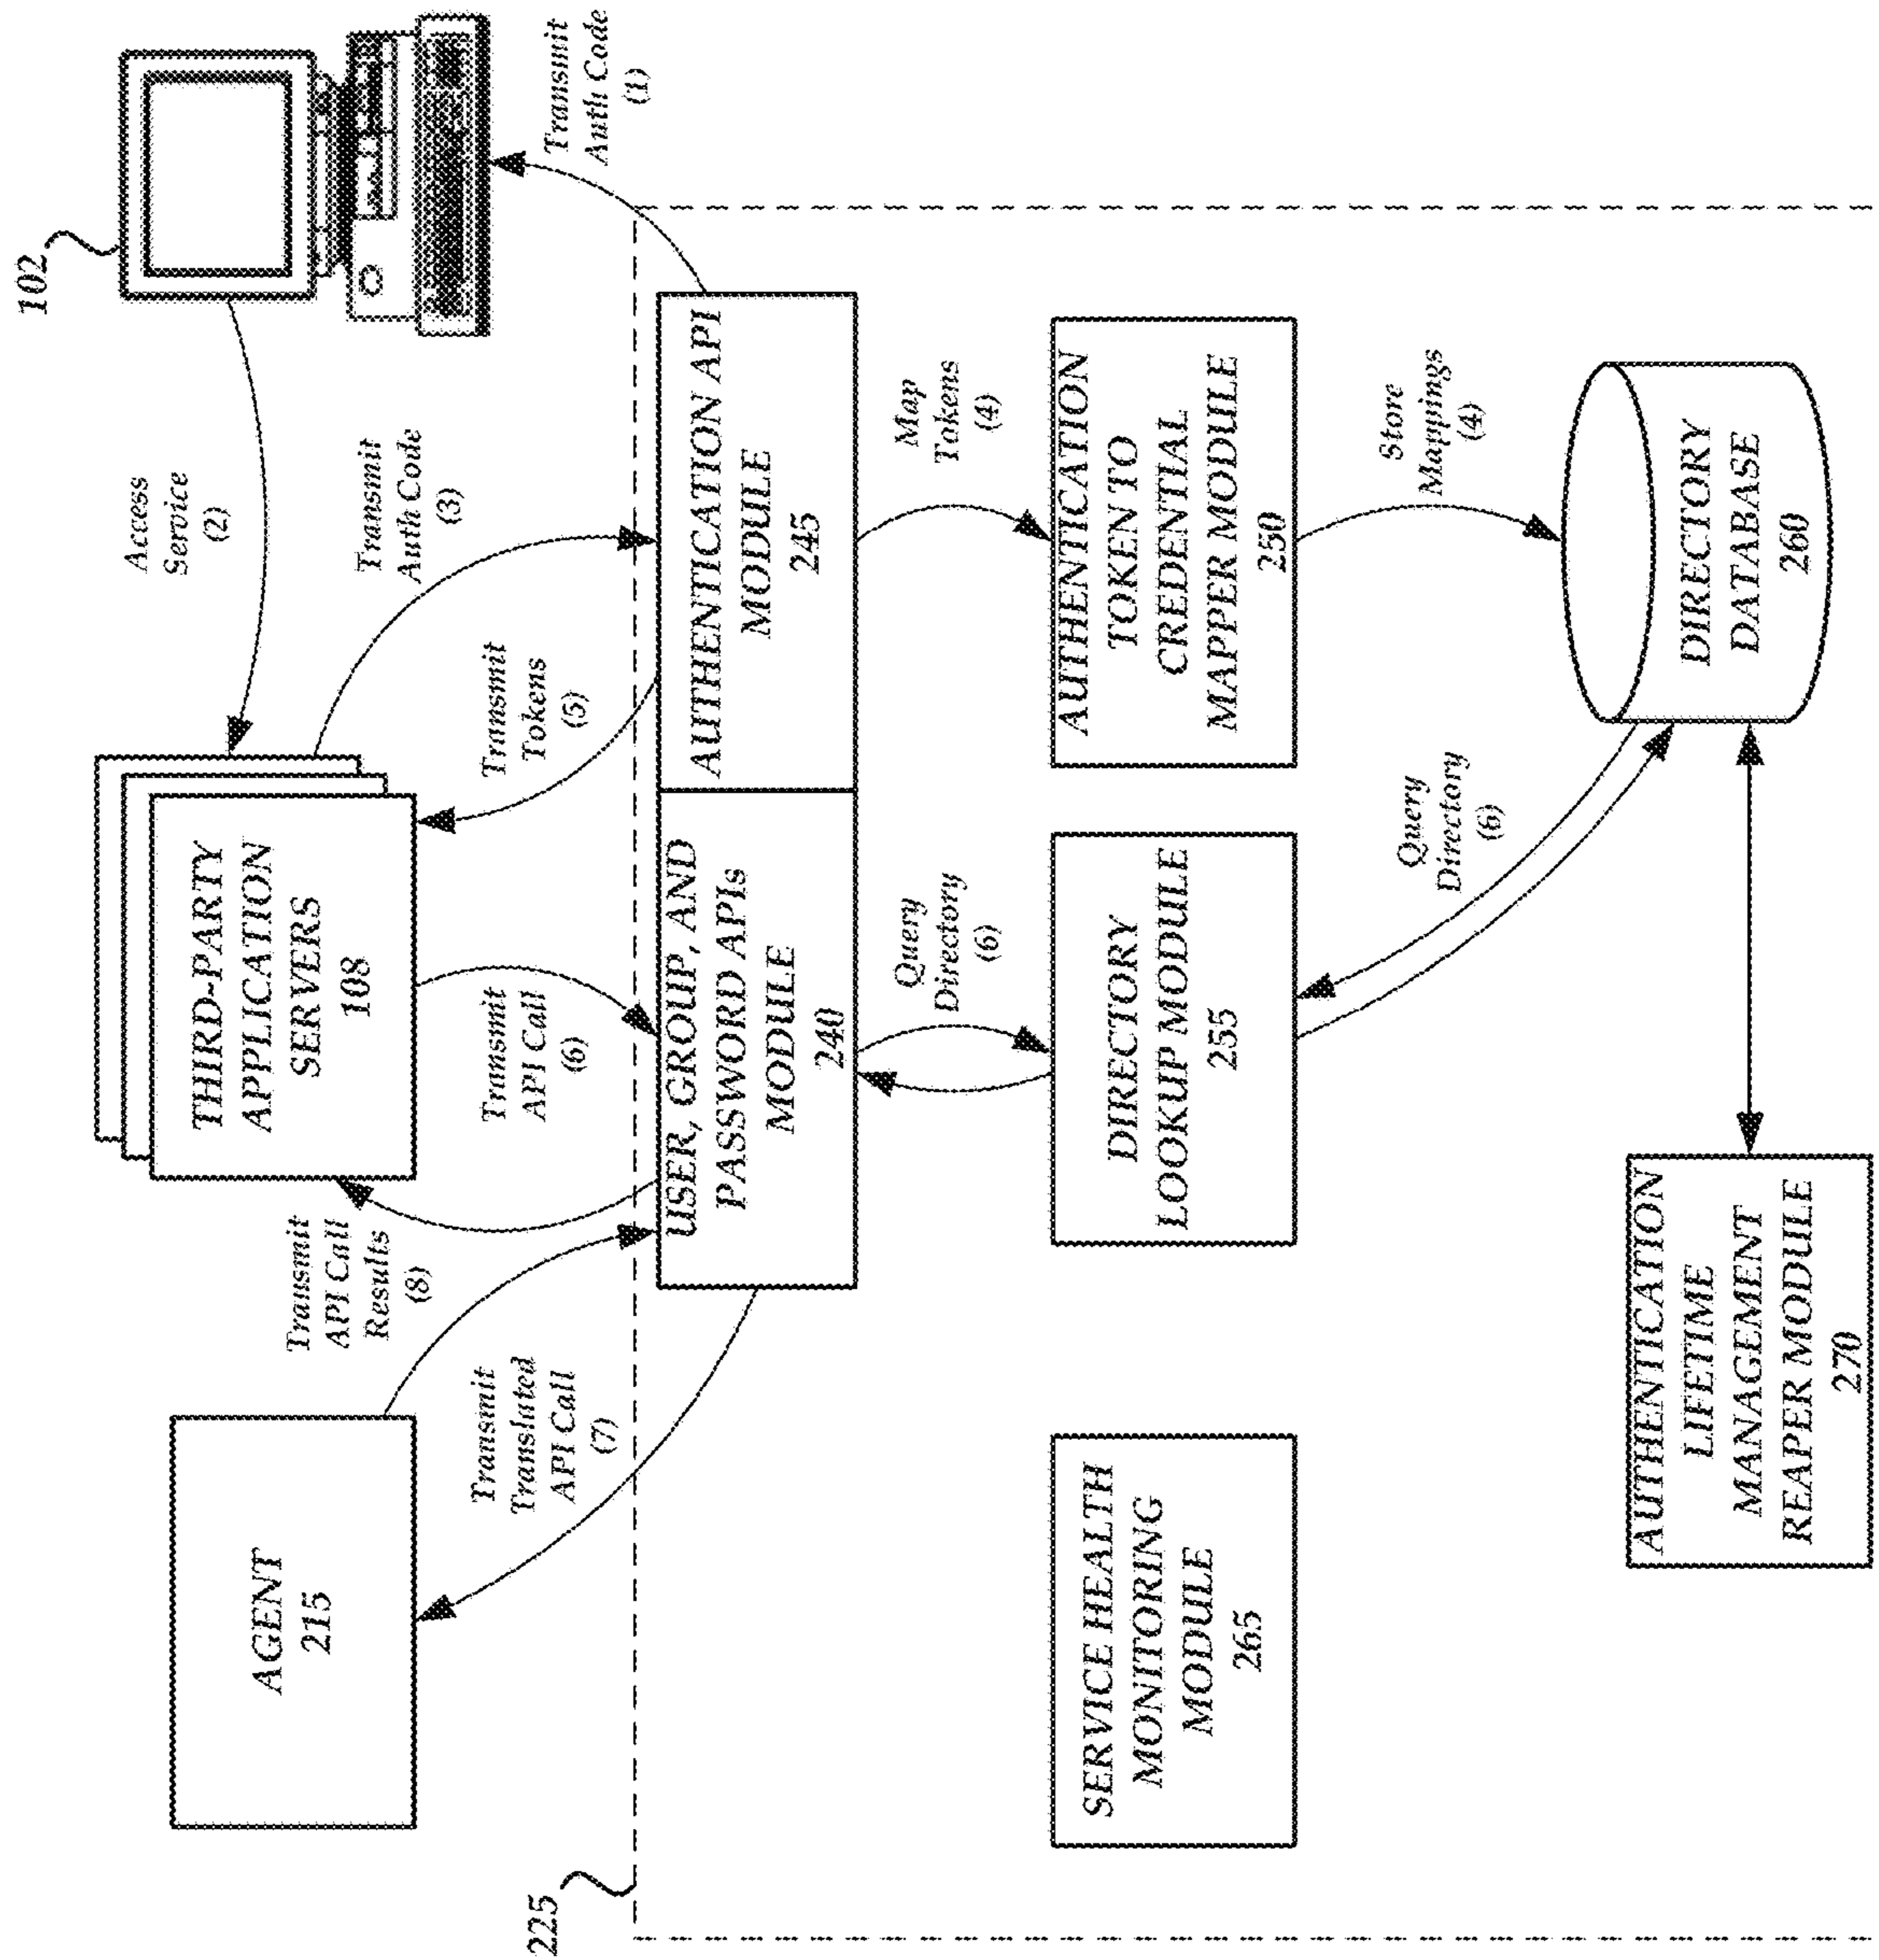 102
AGENT
215
THIRD-PARTY
APPLICATION
SERVERS
108
Access
Service
(2)
Transmit
Auth Code
(1)
Transmit
API Call
Results
(8)
Transmit
Auth Code
(3)
Transmit
Translated
API Call
(7)
Transmit
API Call
(6)
Transmit
Tokens
(5)
225
USER, GROUP, AND
PASSWORD APIs
MODULE
240
AUTHENTICATION API
MODULE
245
Query
Directory
(6)
Map
Tokens
(4)
SERVICE HEALTH
MONITORING
MODULE
265
DIRECTORY
LOOKUP MODULE
255
AUTHENTICATION
TOKEN TO
CREDENTIAL
MAPPER MODULE
250
Query
Directory
(6)
Store
Mappings
(4)
AUTHENTICATION
LIFETIME
MANAGEMENT
REAPER MODULE
270
DIRECTORY
DATABASE
260